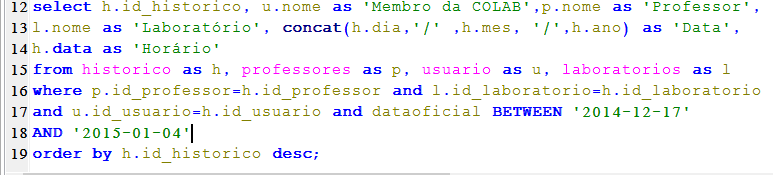 12 select h.id_historico, u.nome as 'Membro da COLAB',p.nome as 'Professor',
13 l.nome as 'Laboratório', concat(h.dia,'/' ,h.mes, '/',h.ano) as 'Data',
14 h.data as 'Horário'
15 from historico as h, professores as p, usuario as u, laboratorios as l
16 where p.id_professor=h.id_professor and l.id_laboratorio=h.id_laboratorio
17 and u.id_usuario=h.id_usuario and dataoficial BETWEEN '2014-12-17'
18 AND '2015-01-04'
19 order by h.id_historico desc;